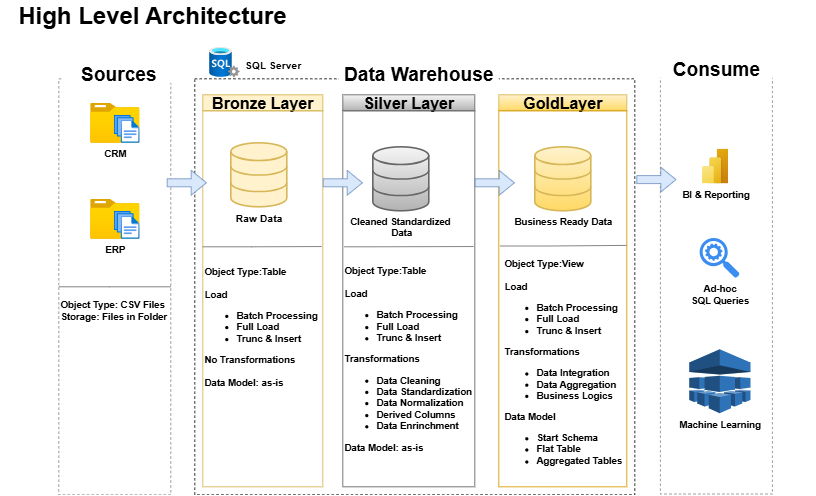 High Level Architecture
Sources
CRM
ERP
Object Type: CSV Files
Storage: Files in Folder
SQL
SQL Server
Data Warehouse
Bronze Layer
Raw Data
Object Type:Table
Load
• Batch Processing
• Full Load
• Trunc & Insert
No Transformations
Data Model: as-is
Silver Layer
Cleaned Standardized
Data
Object Type:Table
Load
• Batch Processing
• Full Load
• Trunc & Insert
Transformations
• Data Cleaning
• Data Standardization
• Data Normalization
• Derived Columns
• Data Enrinchment
Data Model: as-is
GoldLayer
Business Ready Data
Object Type:View
Load
• Batch Processing
• Full Load
• Trunc & Insert
Transformations
• Data Integration
• Data Aggregation
• Business Logics
Data Model
• Start Schema
• Flat Table
• Aggregated Tables
Consume
BI & Reporting
Ad-hoc
SQL Queries
Machine Learning